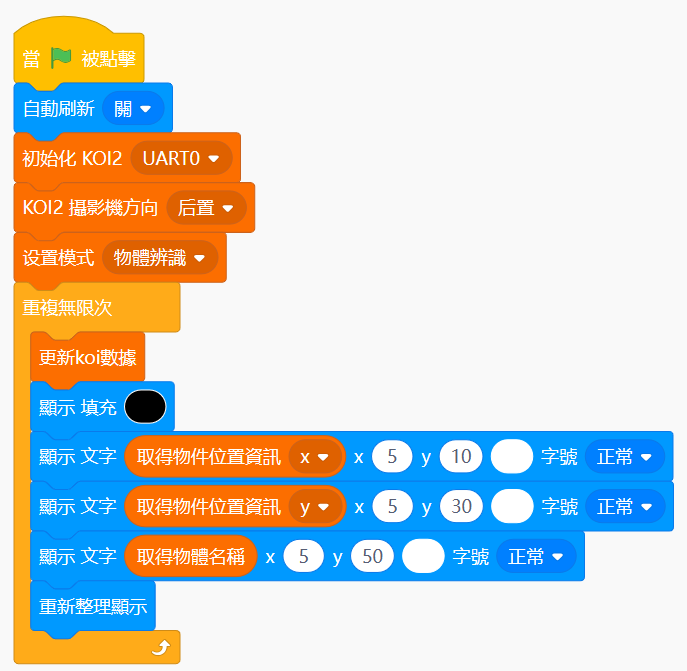 當 被點擊
自動刷新 關
初始化 KOI2 UART0
KOI2 攝影機方向 后置
设置模式 物體辨識
重複無限次
更新koi數據
顯示 填充
顯示 文字 取得物件位置資訊 x x 5 y 10 字號 正常
顯示 文字 取得物件位置資訊 y x 5 y 30 字號 正常
顯示 文字 取得物體名稱 x 5 y 50 字號 正常
重新整理顯示